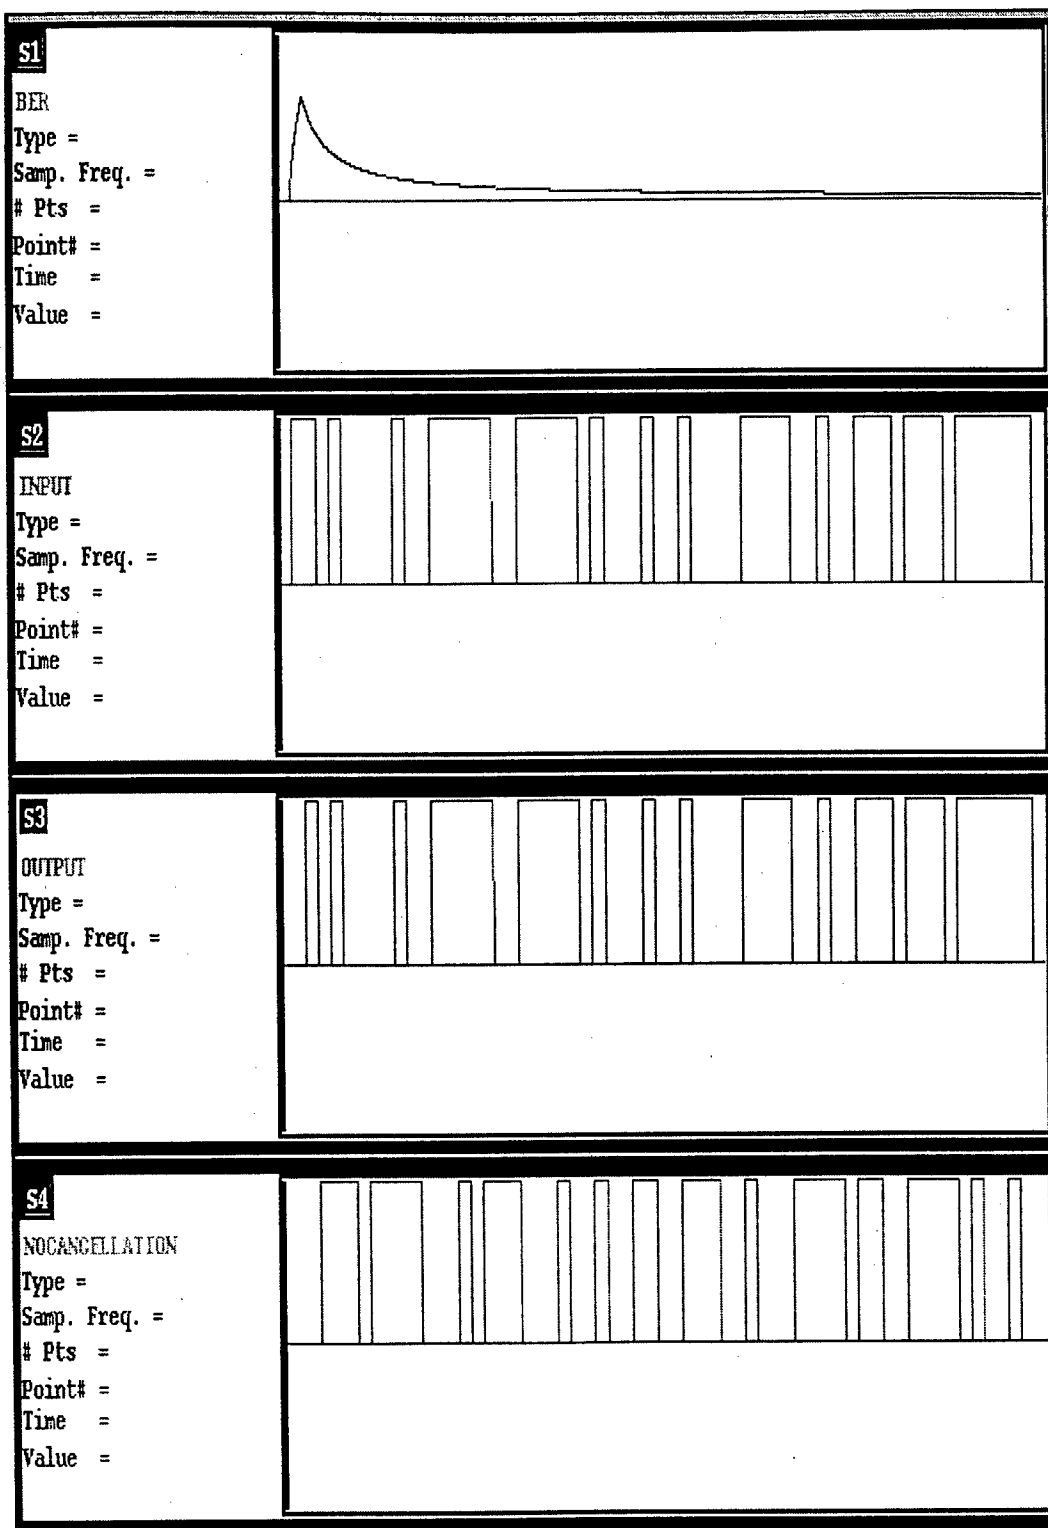 S1
BER
Type =
Samp. Freq. =
# Pts =
Point# =
Time =
Value =
S2
INPUT
Type =
Samp. Freq. =
# Pts =
Point# =
Time =
Value =
S3
OUTPUT
Type =
Samp. Freq. =
# Pts =
Point# =
Time =
Value =
S4
NOCANCELLATION
Type =
Samp. Freq. =
# Pts =
Point# =
Time =
Value =